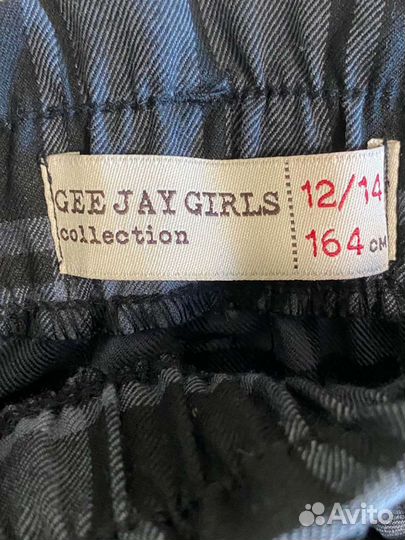 GEE JAY GIRLS
collection
12/14
164 CM
Avito